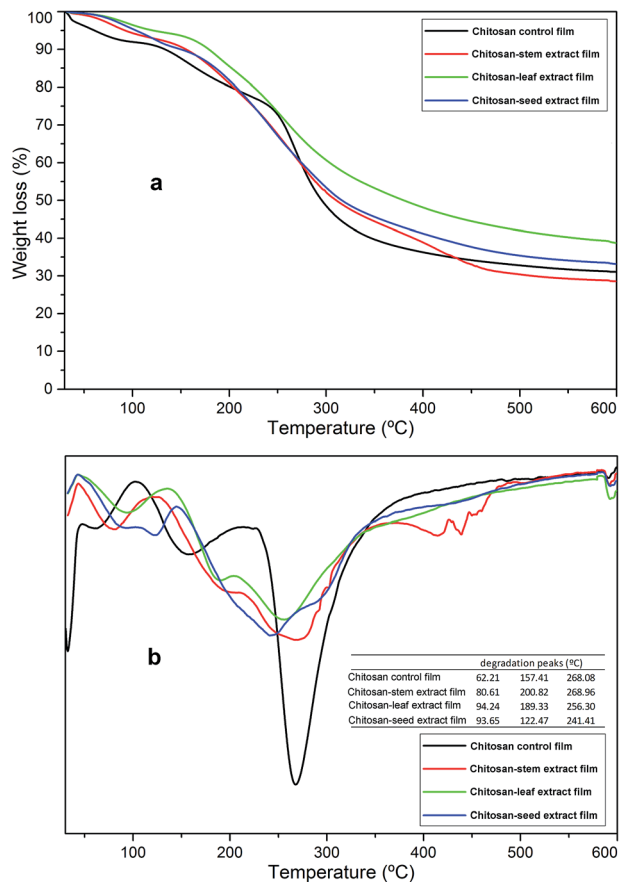 100
90
80
70
60
50
40
30
20
10
0
Weight loss (%)
Chitosan control film
Chitosan-stem extract film
Chitosan-leaf extract film
Chitosan-seed extract film
a
100 200 300 400 500 600
Temperature (ºC)
b
degradation peaks (ºC)
Chitosan control film 62.21 157.41 268.08
Chitosan-stem extract film 80.61 200.82 268.96
Chitosan-leaf extract film 94.24 189.33 256.30
Chitosan-seed extract film 93.65 122.47 241.41
Chitosan control film
Chitosan-stem extract film
Chitosan-leaf extract film
Chitosan-seed extract film
100 200 300 400 500 600
Temperature (ºC)